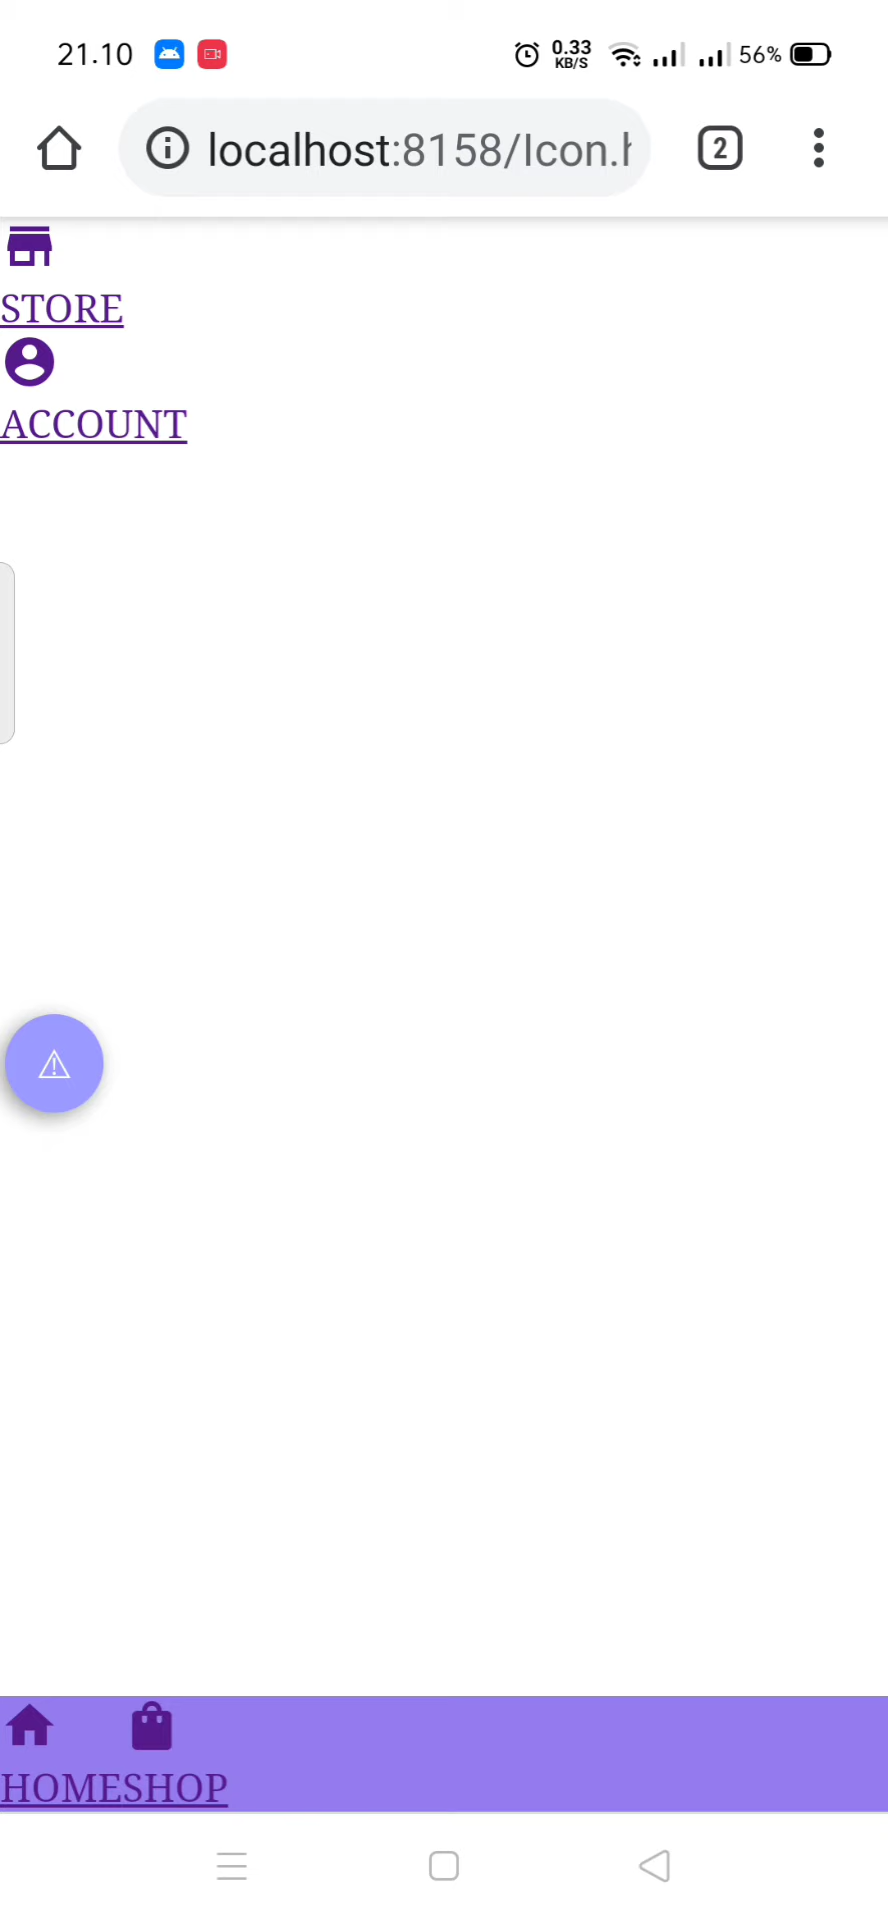 21.10 0.33 KB/S 56%
localhost:8158/Icon.h 2
STORE
ACCOUNT
HOMESHOP